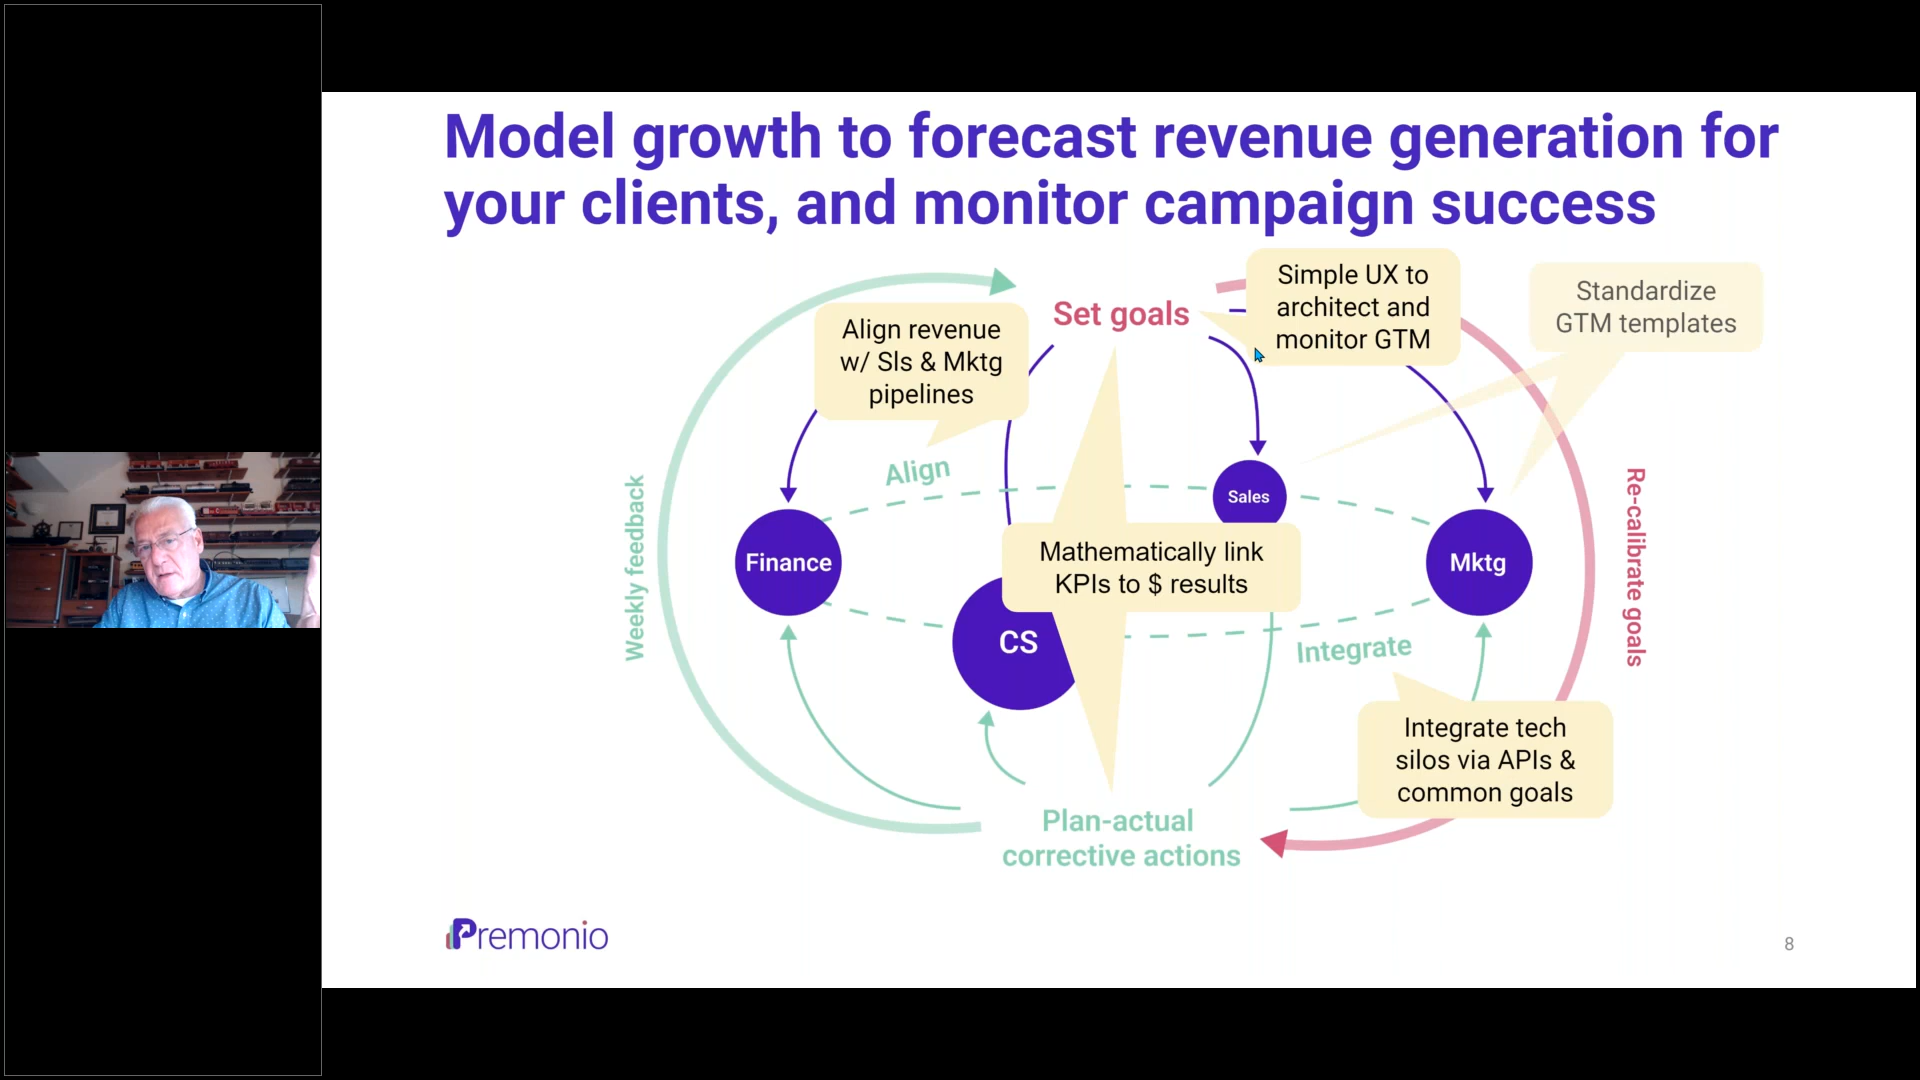 Model growth to forecast revenue generation for
your clients, and monitor campaign success
Simple UX to
architect and
monitor GTM
Standardize
GTM templates
Set goals
Align revenue
w/ Sls & Mktg
pipelines
Align
Weekly feedback
Re-calibrate goals
Sales
Finance
Mktg
Mathematically link
KPIs to $ results
CS
Integrate
Integrate tech
silos via APIs &
common goals
Plan-actual
corrective actions
Premonio
8